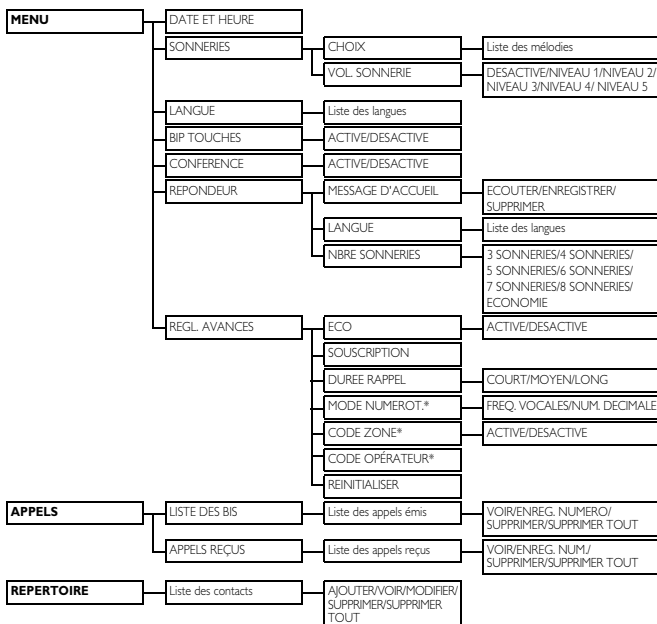 MENU
DATE ET HEURE
SONNERIES
CHOIX
Liste des mélodies
VOL. SONNERIE
DESACTIVE/NIVEAU 1/NIVEAU 2/
NIVEAU 3/NIVEAU 4/ NIVEAU 5
LANGUE
Liste des langues
BIP TOUCHES
ACTIVE/DESACTIVE
CONFERENCE
ACTIVE/DESACTIVE
REPONDEUR
MESSAGE D'ACCUEIL
ECOUTER/ENREGISTRER/
SUPPRIMER
LANGUE
Liste des langues
NBRE SONNERIES
3 SONNERIES/4 SONNERIES/
5 SONNERIES/6 SONNERIES/
7 SONNERIES/8 SONNERIES/
ECONOMIE
REGL. AVANCES
ECO
ACTIVE/DESACTIVE
SOUSCRIPTION
DUREE RAPPEL
COURT/MOYEN/LONG
MODE NUMEROT.*
FREQ. VOCALES/NUM. DECIMALE
CODE ZONE*
ACTIVE/DESACTIVE
CODE OPÉRATEUR*
REINITIALISER
APPELS
LISTE DES BIS
Liste des appels émis
VOIR/ENREG. NUMERO/
SUPPRIMER/SUPPRIMER TOUT
APPELS REÇUS
Liste des appels reçus
VOIR/ENREG. NUM./
SUPPRIMER/SUPPRIMER TOUT
REPERTOIRE
Liste des contacts
AJOUTER/VOIR/MODIFIER/
SUPPRIMER/SUPPRIMER
TOUT